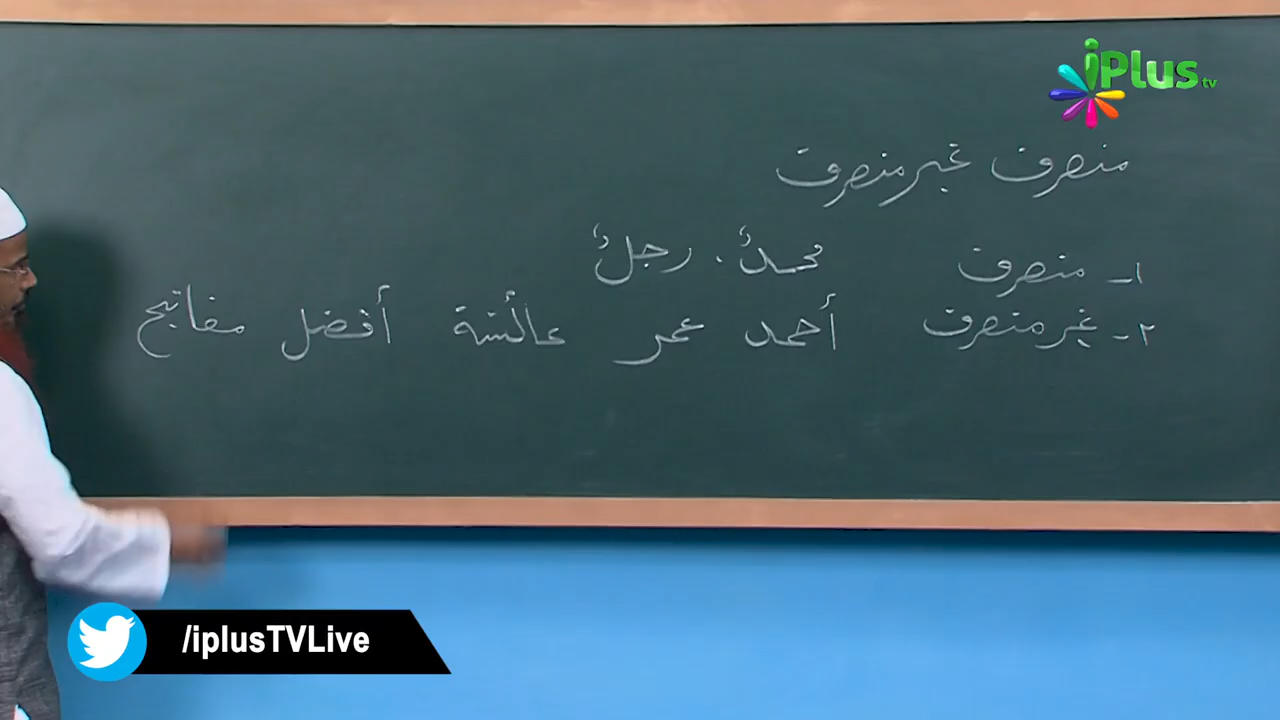 iPlus tv
منصرف غير منصرف
١- منصرف محمدٌ، رجلٌ
٢- غير منصرف أحمد عمر عائشة أفضل مفاتيح
/iplusTVLive